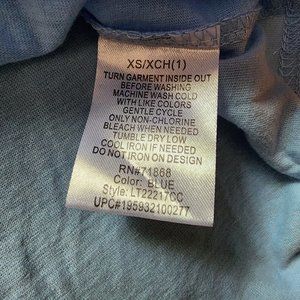 XS/XCH(1)
TURN GARMENT INSIDE OUT
BEFORE WASHING
MACHINE WASH COLD
WITH LIKE COLORS
GENTLE CYCLE
ONLY NON-CHLORINE
BLEACH WHEN NEEDED
TUMBLE DRY LOW
COOL IRON IF NEEDED
DO NOT IRON ON DESIGN
RN#71868
Color: BLUE
Style: LT22217CC
UPC#195932100277